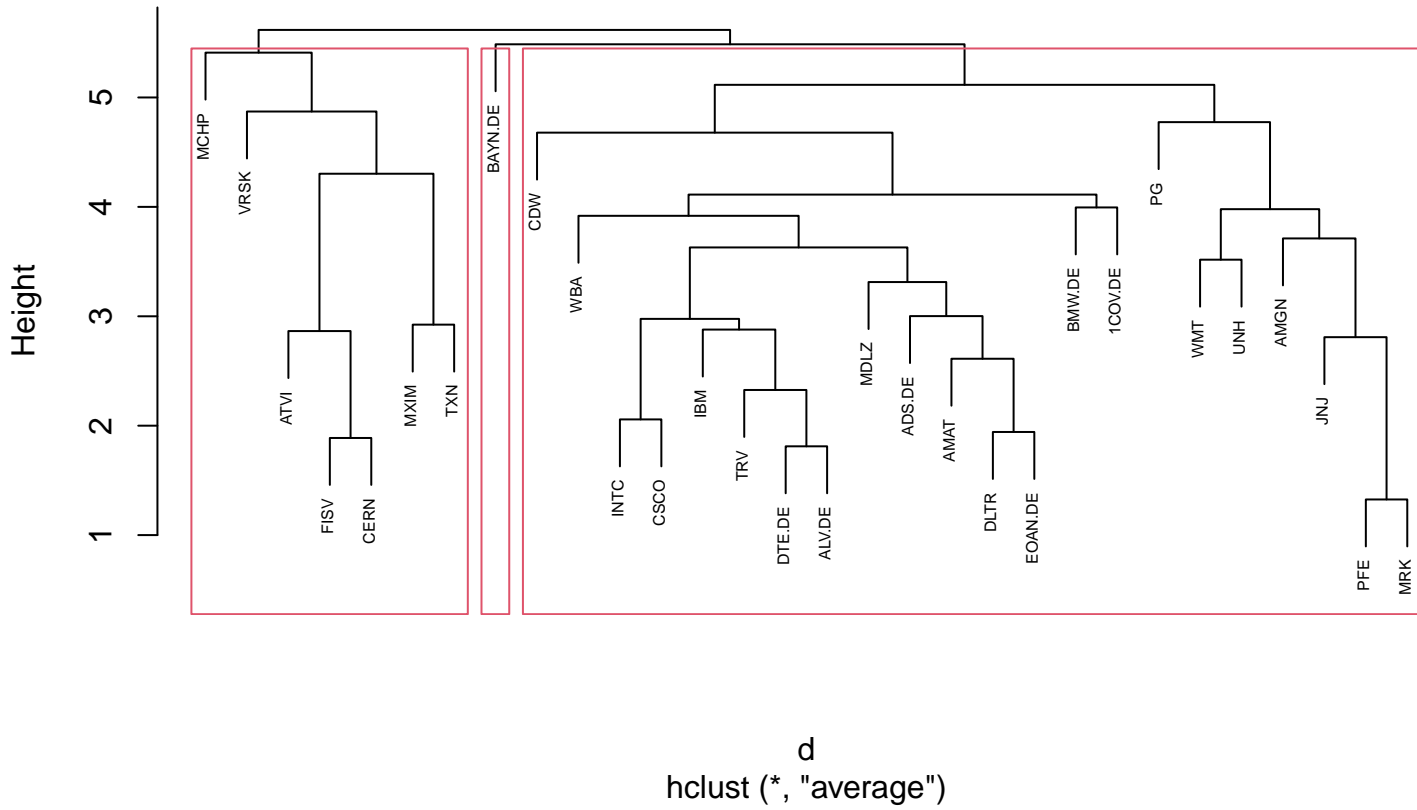 Height
5
4
3
2
1
MCHP
VRSK
ATVI
FISV
CERN
MXIM
TXN
BAYN.DE
CDW
WBA
INTC
CSCO
IBM
TRV
DTE.DE
ALV.DE
MDLZ
ADS.DE
AMAT
DLTR
EOAN.DE
BMW.DE
1COV.DE
PG
WMT
UNH
AMGN
JNJ
PFE
MRK
d
hclust (*, "average")